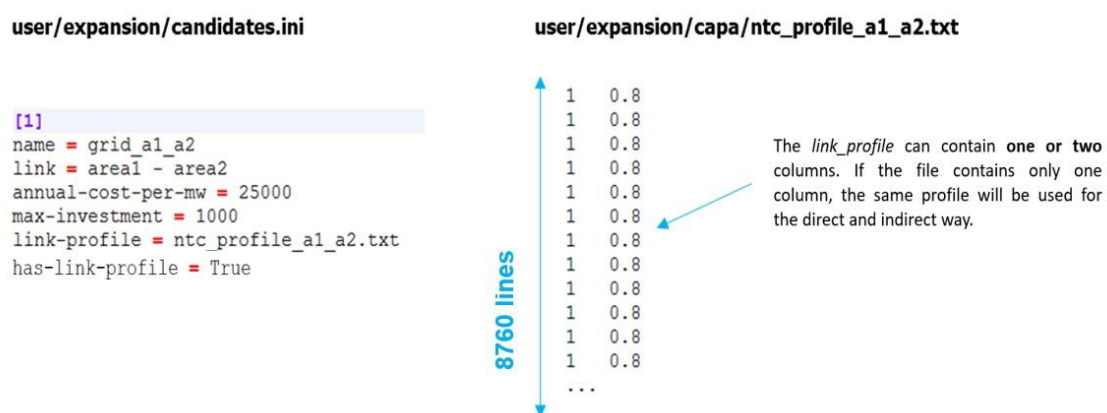 user/expansion/candidates.ini
[1]
name = grid_a1_a2
link = area1 - area2
annual-cost-per-mw = 25000
max-investment = 1000
link-profile = ntc_profile_a1_a2.txt
has-link-profile = True
user/expansion/capa/ntc_profile_a1_a2.txt
8760 lines
1 0.8
1 0.8
1 0.8
1 0.8
1 0.8
1 0.8
1 0.8
1 0.8
1 0.8
1 0.8
1 0.8
1 0.8
...
The link_profile can contain one or two
columns. If the file contains only one
column, the same profile will be used for
the direct and indirect way.